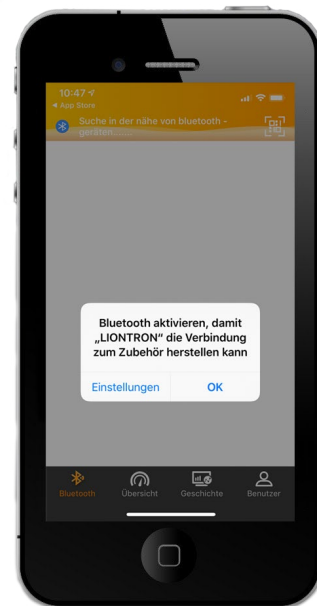 10:47
App Store
Suche in der nähe von bluetooth -
geräten......
Bluetooth aktivieren, damit
„LIONTRON“ die Verbindung
zum Zubehör herstellen kann
Einstellungen OK
Bluetooth Übersicht Geschichte Benutzer